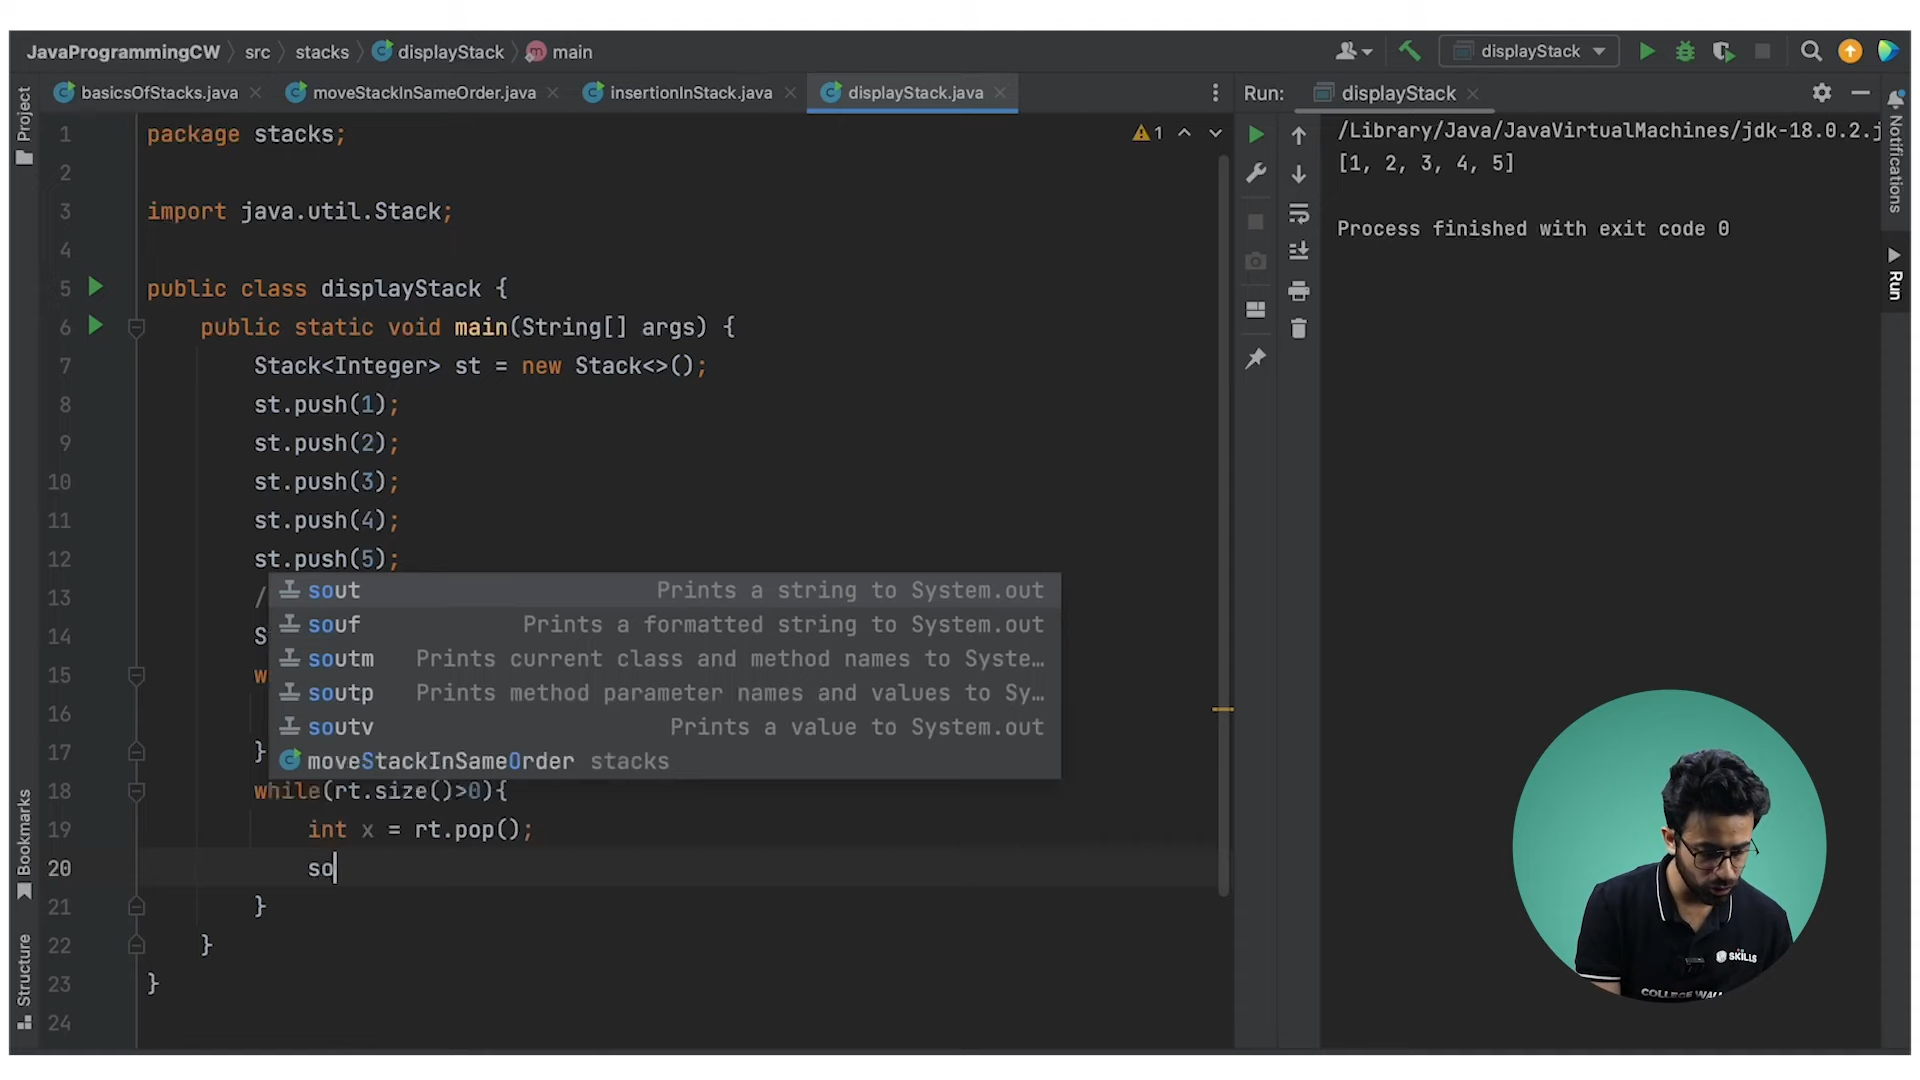 JavaProgrammingCW src stacks displayStack main
displayStack
basicsOfStacks.java moveStackInSameOrder.java insertionInStack.java displayStack.java
Run: displayStack
Project
Bookmarks
Structure
Notifications
Run
1 package stacks;
1
2
3 import java.util.Stack;
4
5 public class displayStack {
6 public static void main(String[] args) {
7 Stack<Integer> st = new Stack<>();
8 st.push(1);
9 st.push(2);
10 st.push(3);
11 st.push(4);
12 st.push(5);
13 /
14 S
15 w
16
17 }
sout Prints a string to System.out
souf Prints a formatted string to System.out
soutm Prints current class and method names to Syste…
soutp Prints method parameter names and values to Sy…
soutv Prints a value to System.out
moveStackInSameOrder stacks
18 while(rt.size()>0){
19 int x = rt.pop();
20 so
21 }
22 }
23 }
24
/Library/Java/JavaVirtualMachines/jdk-18.0.2.j
[1, 2, 3, 4, 5]
Process finished with exit code 0
SKILLS
COLLEGE